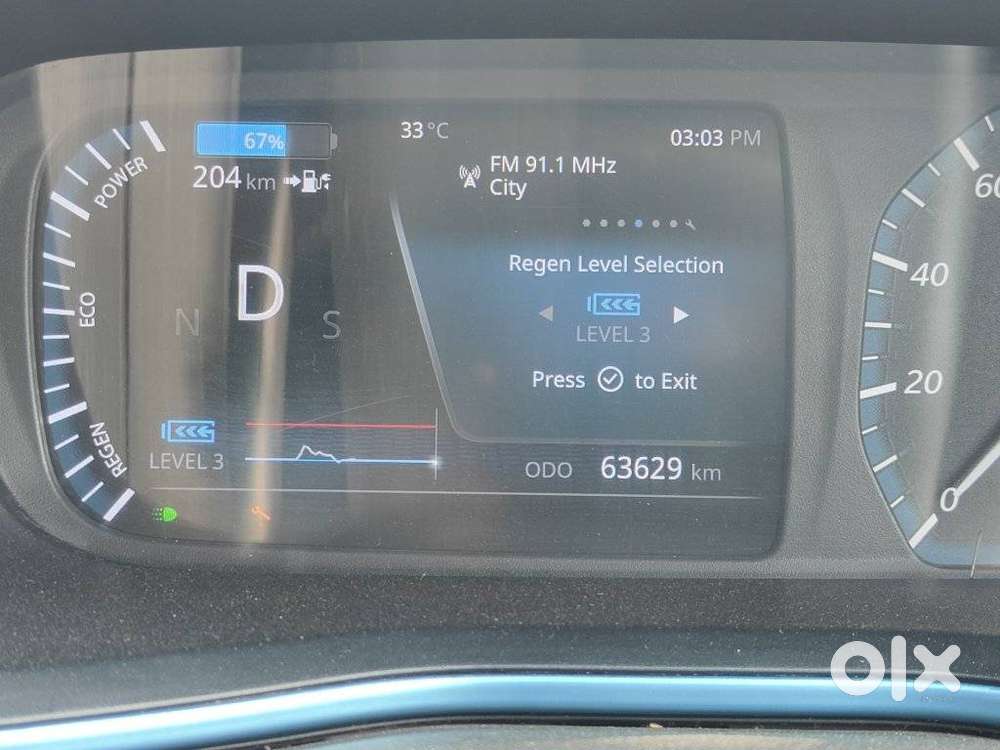 67%
204 km
33 °C
03:03 PM
FM 91.1 MHz
City
POWER
ECO
REGEN
N D S
Regen Level Selection
LEVEL 3
Press to Exit
LEVEL 3
ODO 63629 km
60
40
20
0
olx